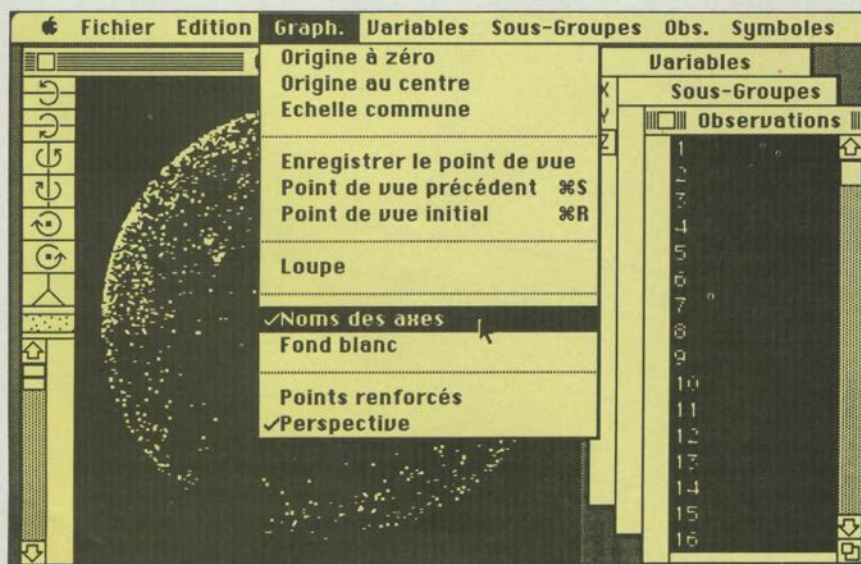 Fichier Edition Graph. Variables Sous-Groupes Obs. Symboles
Origine à zéro
Origine au centre
Echelle commune
Enregistrer le point de vue
Point de vue précédent ⌘S
Point de vue initial ⌘R
Loupe
✓Noms des axes
Fond blanc
Points renforcés
✓Perspective
X
Y
Z
Variables
Sous-Groupes
Observations
1
2
3
4
5
6
7
8
9
10
11
12
13
14
15
16